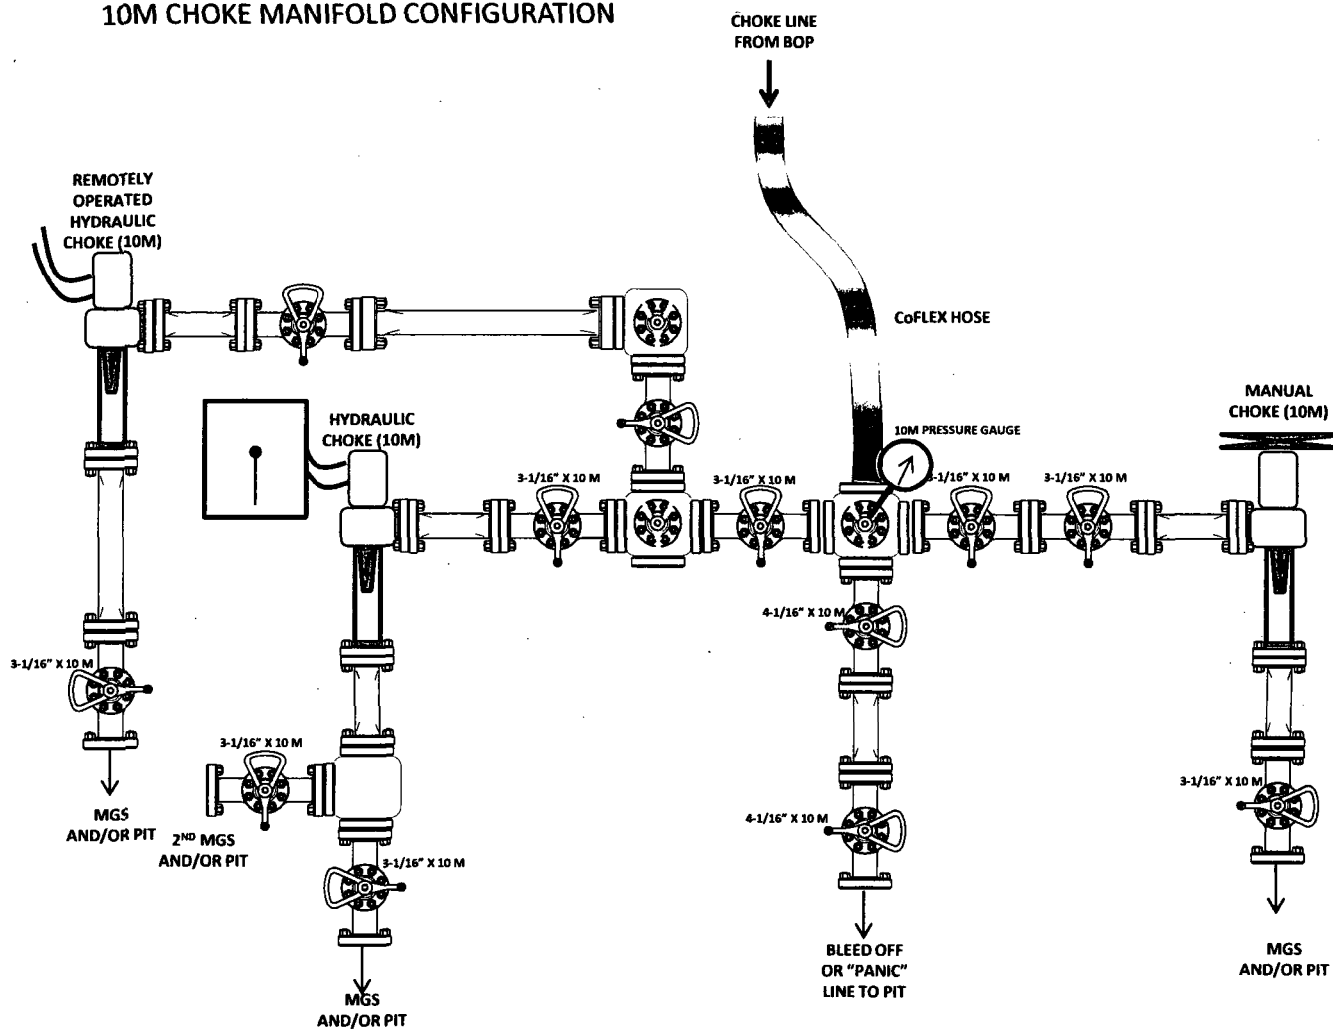 10M CHOKE MANIFOLD CONFIGURATION
CHOKE LINE
FROM BOP
REMOTELY
OPERATED
HYDRAULIC
CHOKE (10M)
CoFLEX HOSE
HYDRAULIC
CHOKE (10M)
10M PRESSURE GAUGE
MANUAL
CHOKE (10M)
3-1/16" X 10 M
3-1/16" X 10 M
3-1/16" X 10 M
3-1/16" X 10 M
4-1/16" X 10 M
3-1/16" X 10 M
3-1/16" X 10 M
3-1/16" X 10 M
4-1/16" X 10 M
MGS
AND/OR PIT
2ND MGS
AND/OR PIT
3-1/16" X 10 M
BLEED OFF
OR "PANIC"
LINE TO PIT
MGS
AND/OR PIT
MGS
AND/OR PIT